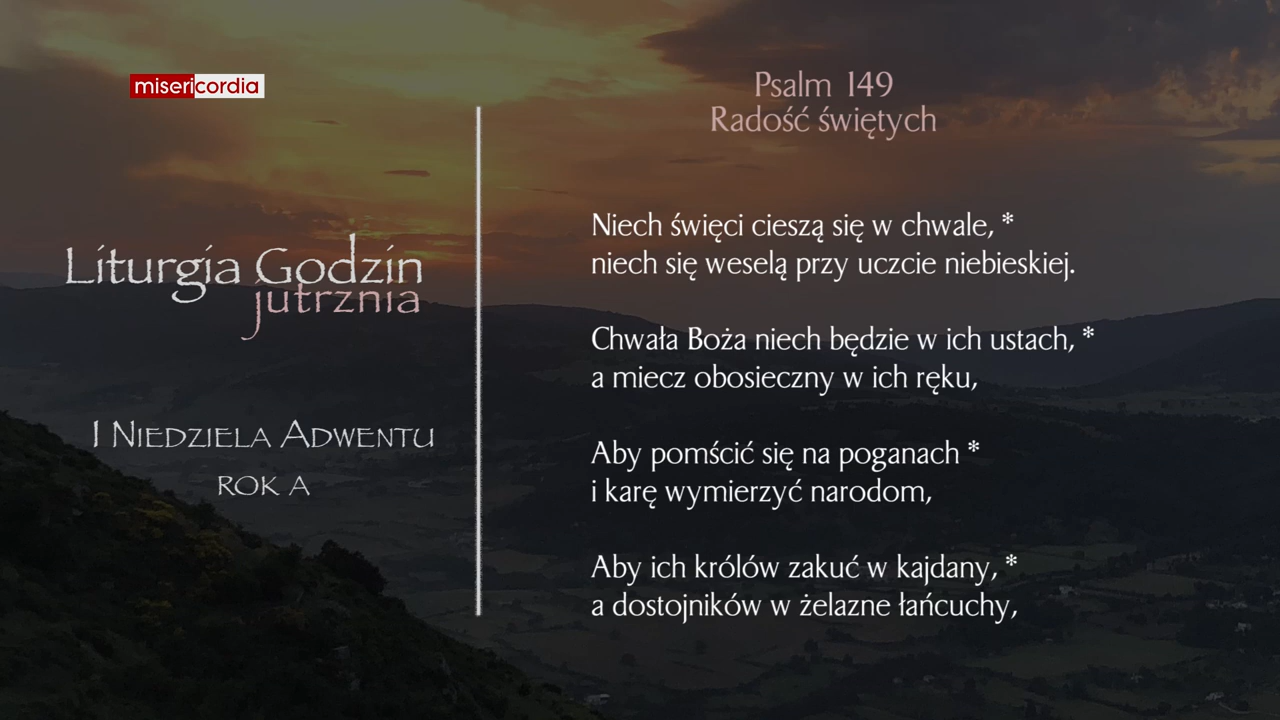 misericordia
Liturgia Godzin
jutrznia
I Niedziela Adwentu
ROK A
Psalm 149
Radość świętych
Niech święci cieszą się w chwale, *
niech się weselą przy uczcie niebieskiej.
Chwała Boża niech będzie w ich ustach, *
a miecz obosieczny w ich ręku,
Aby pomścić się na poganach *
i karę wymierzyć narodom,
Aby ich królów zakuć w kajdany, *
a dostojników w żelazne łańcuchy,